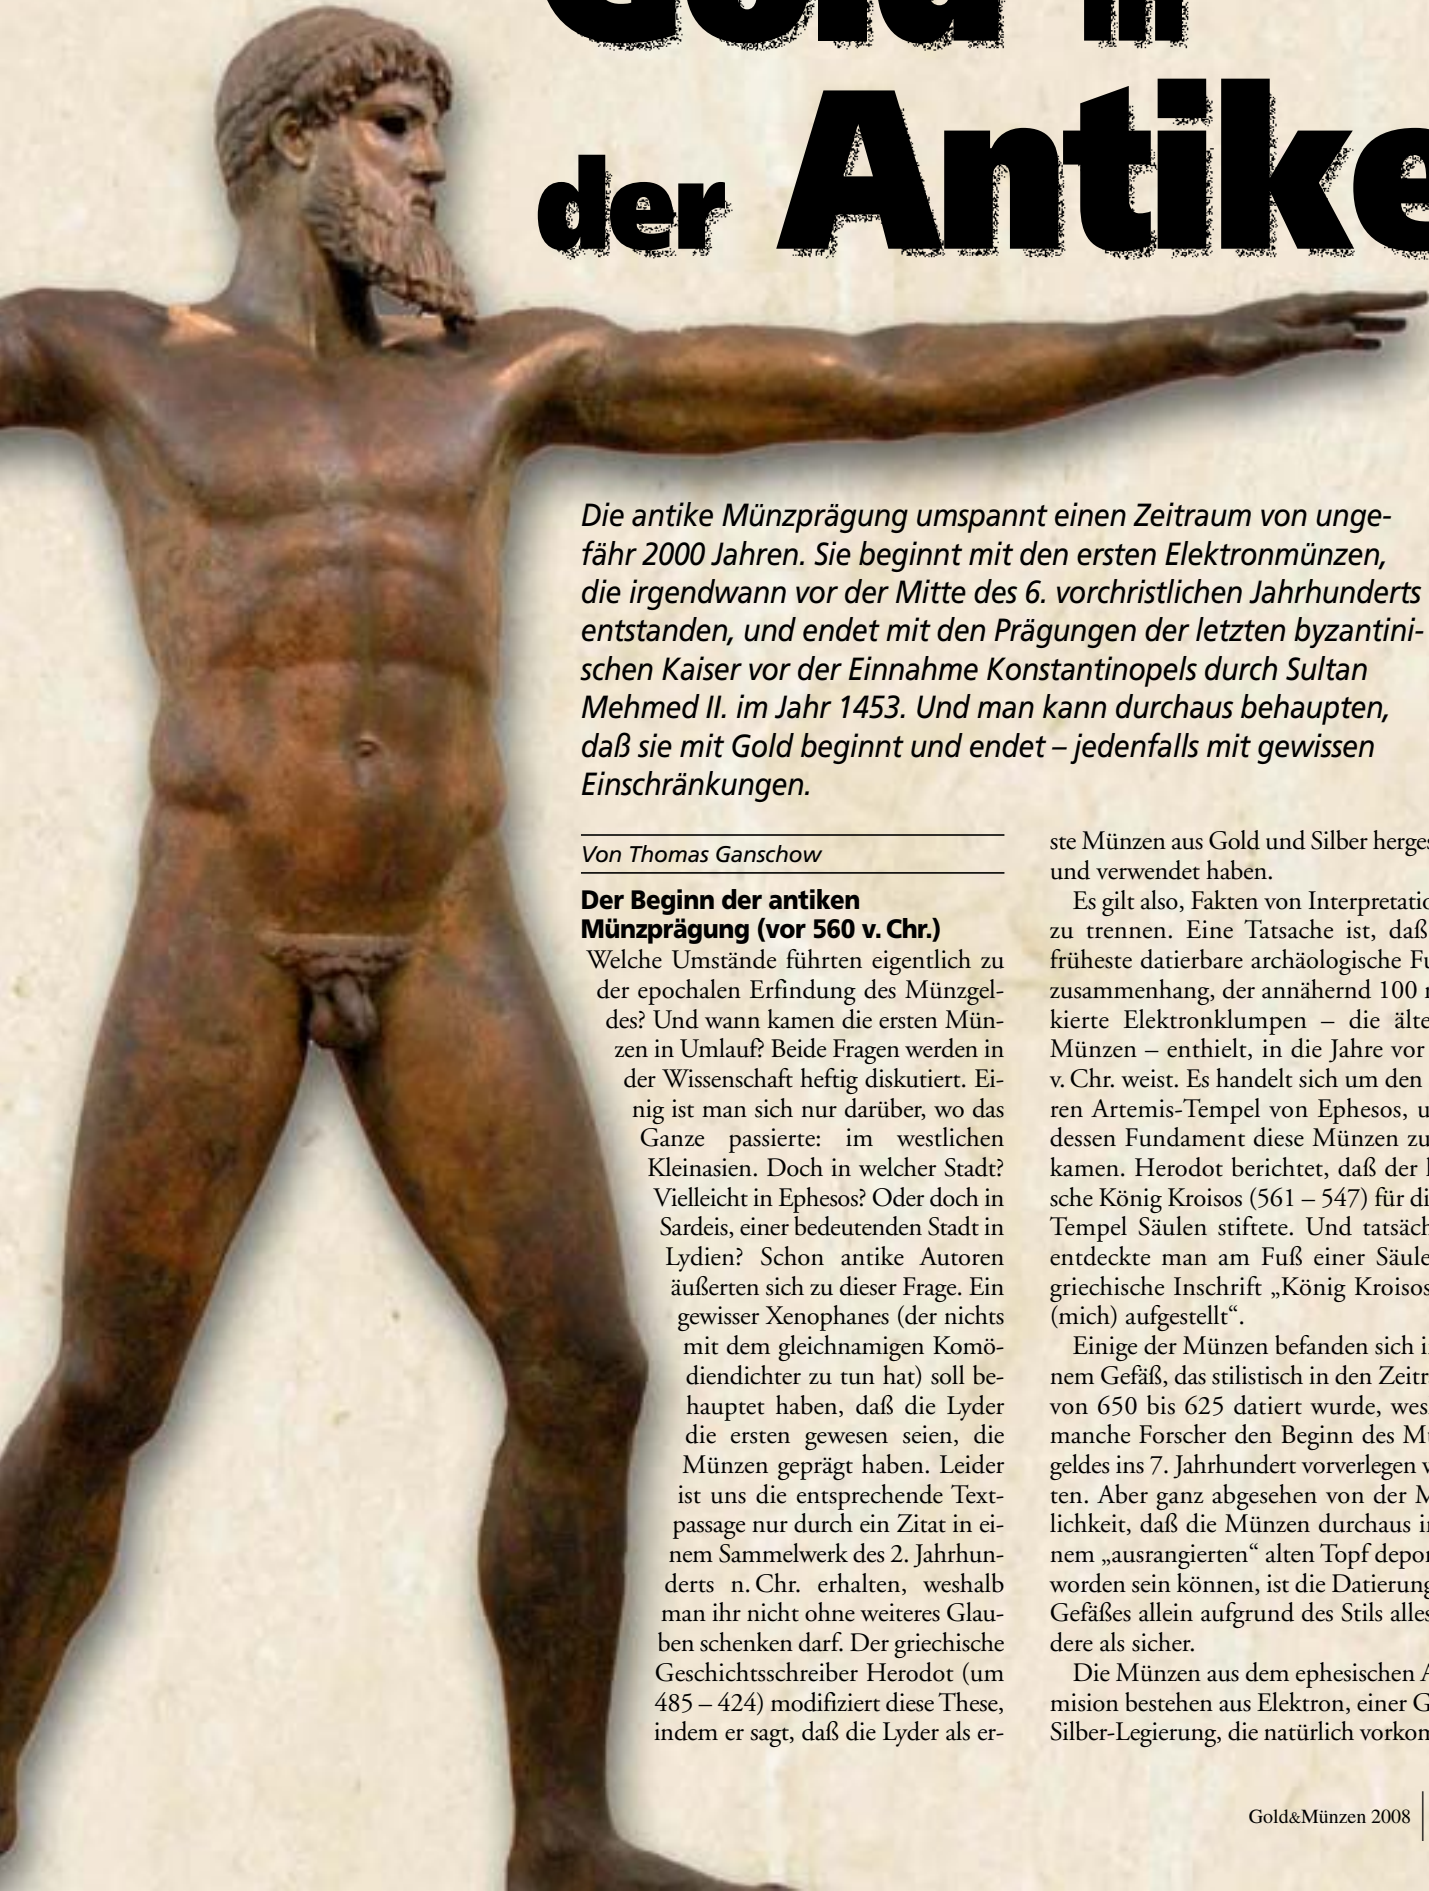 Gold in
der Antike
Die antike Münzprägung umspannt einen Zeitraum von unge-
fähr 2000 Jahren. Sie beginnt mit den ersten Elektronmünzen,
die irgendwann vor der Mitte des 6. vorchristlichen Jahrhunderts
entstanden, und endet mit den Prägungen der letzten byzantini-
schen Kaiser vor der Einnahme Konstantinopels durch Sultan
Mehmed II. im Jahr 1453. Und man kann durchaus behaupten,
daß sie mit Gold beginnt und endet – jedenfalls mit gewissen
Einschränkungen.
Von Thomas Ganschow
Der Beginn der antiken
Münzprägung (vor 560 v. Chr.)
Welche Umstände führten eigentlich zu
der epochalen Erfindung des Münzgel-
des? Und wann kamen die ersten Mün-
zen in Umlauf? Beide Fragen werden in
der Wissenschaft heftig diskutiert. Ei-
nig ist man sich nur darüber, wo das
Ganze passierte: im westlichen
Kleinasien. Doch in welcher Stadt?
Vielleicht in Ephesos? Oder doch in
Sardeis, einer bedeutenden Stadt in
Lydien? Schon antike Autoren
äußerten sich zu dieser Frage. Ein
gewisser Xenophanes (der nichts
mit dem gleichnamigen Komö-
diendichter zu tun hat) soll be-
hauptet haben, daß die Lyder
die ersten gewesen seien, die
Münzen geprägt haben. Leider
ist uns die entsprechende Text-
passage nur durch ein Zitat in ei-
nem Sammelwerk des 2. Jahrhun-
derts n. Chr. erhalten, weshalb
man ihr nicht ohne weiteres Glau-
ben schenken darf. Der griechische
Geschichtsschreiber Herodot (um
485 – 424) modifiziert diese These,
indem er sagt, daß die Lyder als er-
ste Münzen aus Gold und Silber
und verwendet haben.
Es gilt also, Fakten von
zu trennen. Eine Tatsache ist, daß
früheste datierbare archäologische
zusammenhang, der annähernd 100
kierte Elektronklumpen – die
Münzen – enthielt, in die Jahre vor
v. Chr. weist. Es handelt sich um den
ren Artemis-Tempel von Ephesos,
dessen Fundament diese Münzen
kamen. Herodot berichtet, daß der
sche König Kroisos (561 – 547) für
Tempel Säulen stiftete. Und
entdeckte man am Fuß einer Säule
griechische Inschrift „König Kroisos
(mich) aufgestellt“.
Einige der Münzen befanden sich
nem Gefäß, das stilistisch in den
von 650 bis 625 datiert wurde,
manche Forscher den Beginn des
geldes ins 7. Jahrhundert vorverlegen
ten. Aber ganz abgesehen von der
lichkeit, daß die Münzen durchaus
nem „ausrangierten“ alten Topf
worden sein können, ist die Datierung
Gefäßes allein aufgrund des Stils
dere als sicher.
Die Münzen aus dem ephesischen
mision bestehen aus Elektron, einer
Silber-Legierung, die natürlich
Gold&Münzen 2008